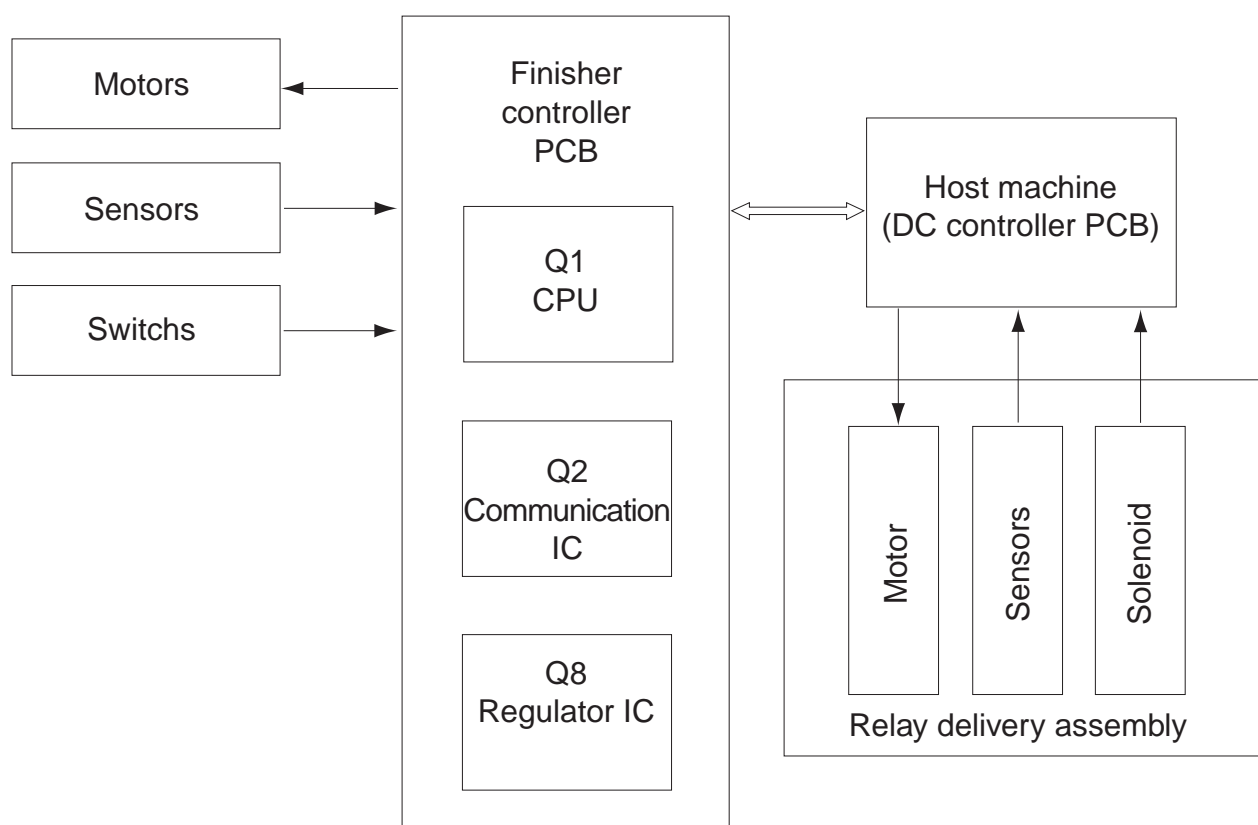 Motors
Sensors
Switchs
Finisher
controller
PCB
Q1
CPU
Q2
Communication
IC
Q8
Regulator IC
Host machine
(DC controller PCB)
Motor
Sensors
Solenoid
Relay delivery assembly